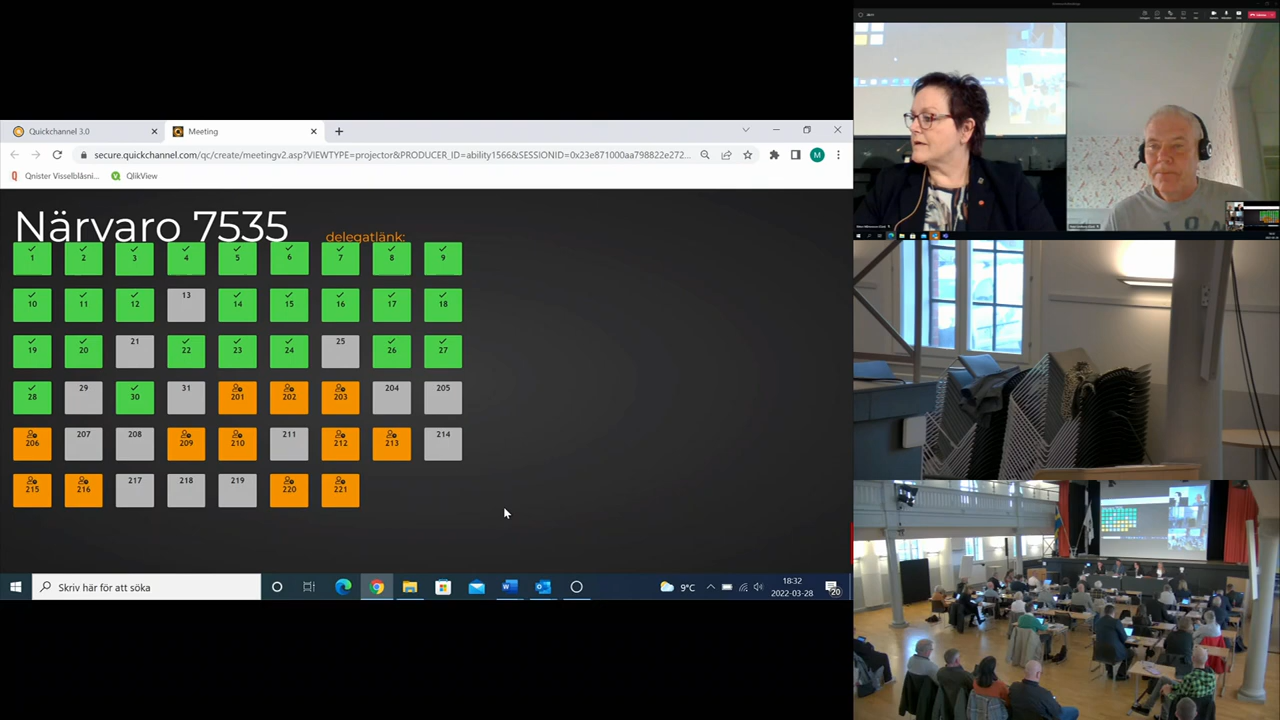 Quickchannel 3.0
Meeting
secure.quickchannel.com/qc/create/meetingv2.asp?VIEWTYPE=projector&PRODUCER_ID=ability1566&SESSIONID=0x23e871000aa798822e272...
M
Qnister Visselblåsni...
QlikView
Närvaro 7535
delegatlänk:
1 2 3 4 5 6 7 8 9
10 11 12 13 14 15 16 17 18
19 20 21 22 23 24 25 26 27
28 29 30 31 201 202 203 204 205
206 207 208 209 210 211 212 213 214
215 216 217 218 219 220 221
Skriv här för att söka
9°C
18:32
2022-03-28
20